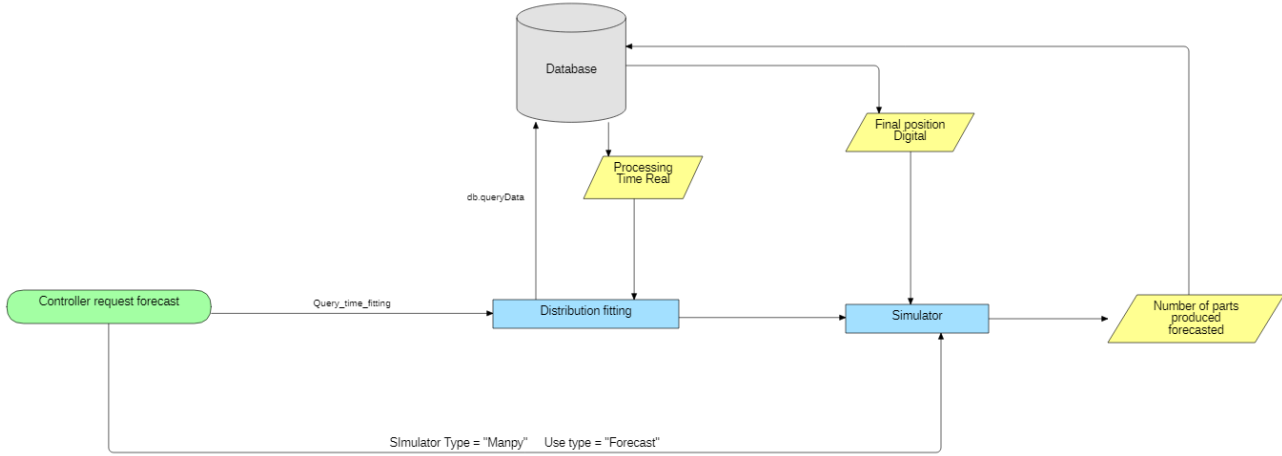 Database
Final position
Digital
Processing
Time Real
db.queryData
Controller request forecast
Query_time_fitting
Distribution fitting
Simulator
Number of parts
produced
forecasted
SImulator Type = "Manpy" Use type = "Forecast"